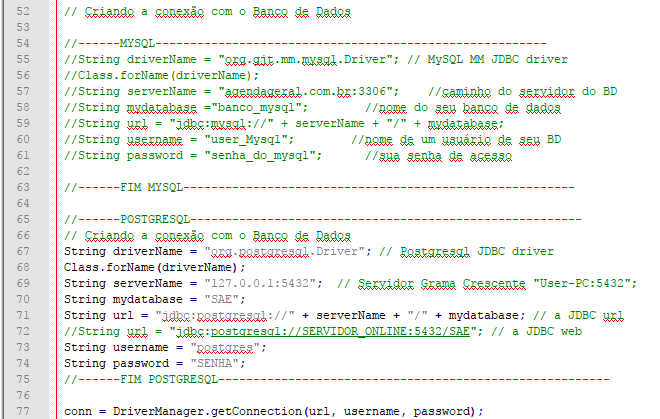 52 // Criando a conexão com o Banco de Dados
53
54 //------MYSQL------------------------------------------------------------
55 //String driverName = "org.git.mm.mysql.Driver"; // MySQL MM JDBC driver
56 //Class.forName(driverName);
57 //String serverName = "agendageral.com.br:3306";    //caminho do servidor do BD
58 //String mydatabase ="banco_mysql";        //nome do seu banco de dados
59 //String url = "jdbc:mysql://" + serverName + "/" + mydatabase;
60 //String username = "user_Mysql";        //nome de um usuário de seu BD
61 //String password = "senha_do_mysql";      //sua senha de acesso
62
63 //------FIM MYSQL--------------------------------------------------------
64
65 //------POSTGRESQL--------------------------------------------------------
66 // Criando a conexão com o Banco de Dados
67 String driverName = "org.postgresql.Driver"; // Postgresql JDBC driver
68 Class.forName(driverName);
69 String serverName = "127.0.0.1:5432";  // Servidor Grama Crescente "User-PC:5432";
70 String mydatabase = "SAE";
71 String url = "jdbc:postgresql://" + serverName + "/" + mydatabase; // a JDBC url
72 //String url = "jdbc:postgresql://SERVIDOR_ONLINE:5432/SAE"; // a JDBC web
73 String username = "postgres";
74 String password = "SENHA";
75 //------FIM POSTGRESQL--------------------------------------------------------
76
77 conn = DriverManager.getConnection(url, username, password);